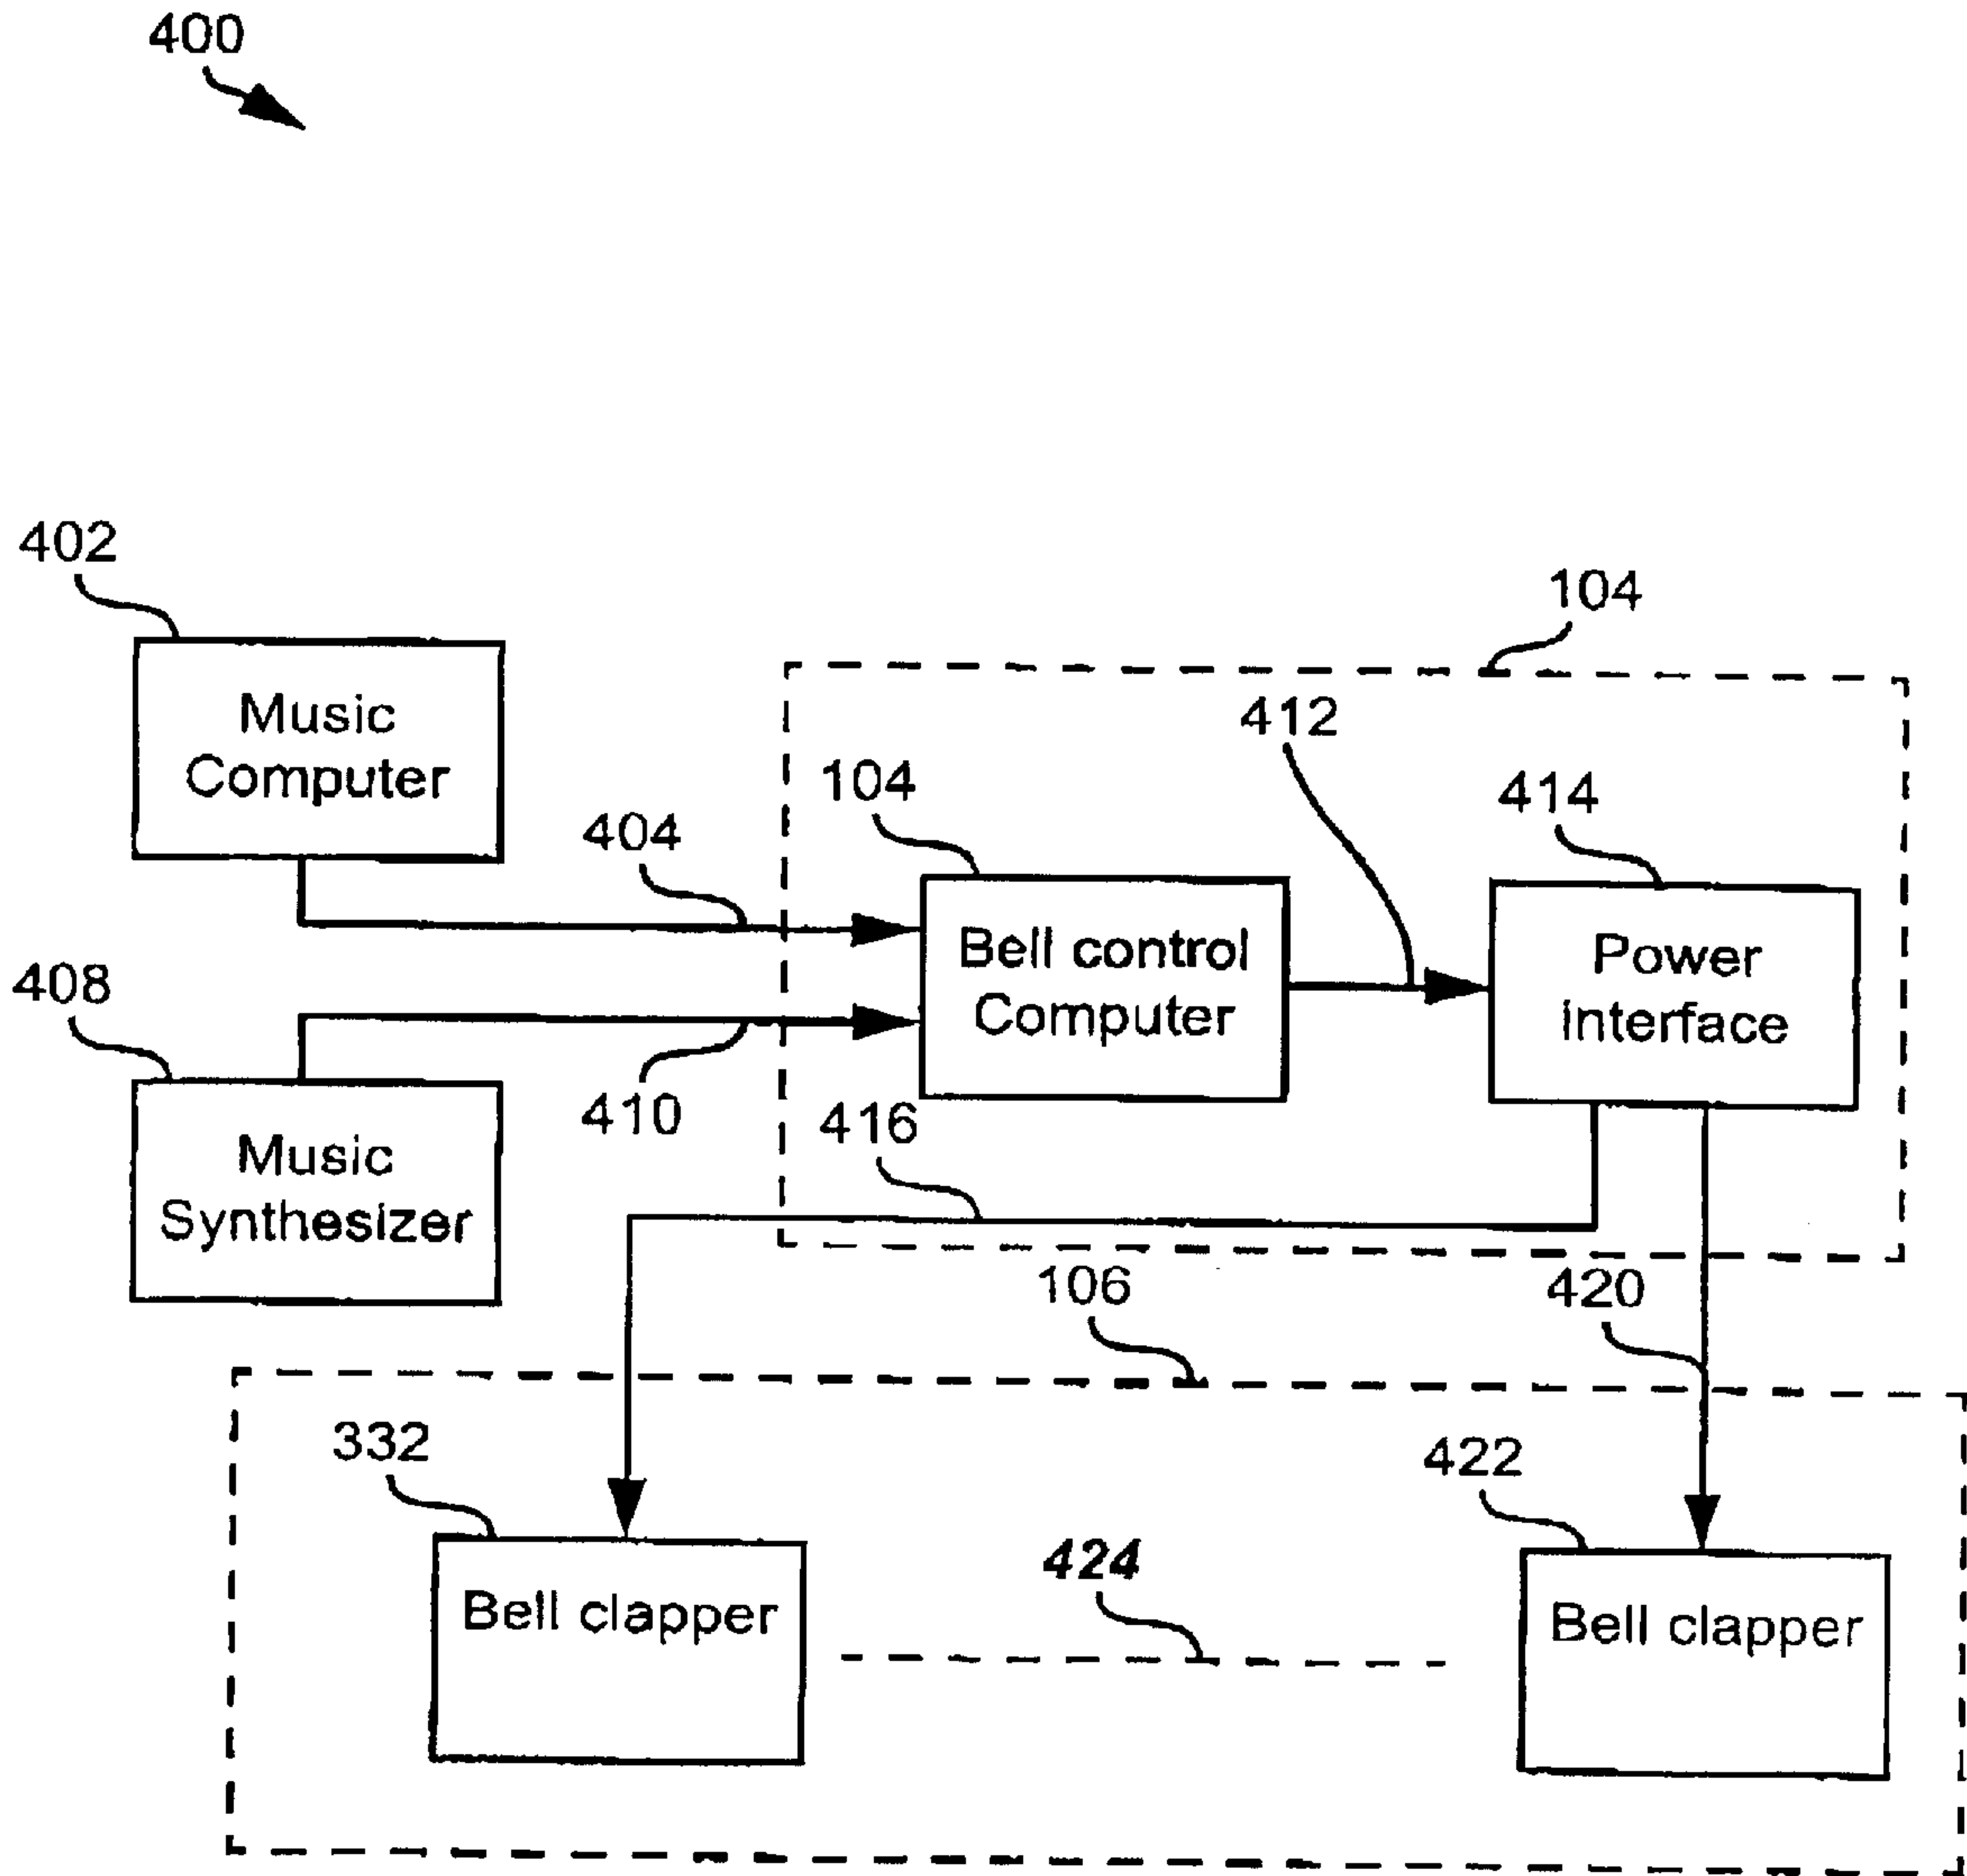 400
402
104
412
Music
Computer
104
414
404
Bell control
Computer
Power
interface
408
410
416
Music
Synthesizer
106
420
332
422
424
Bell clapper
Bell clapper